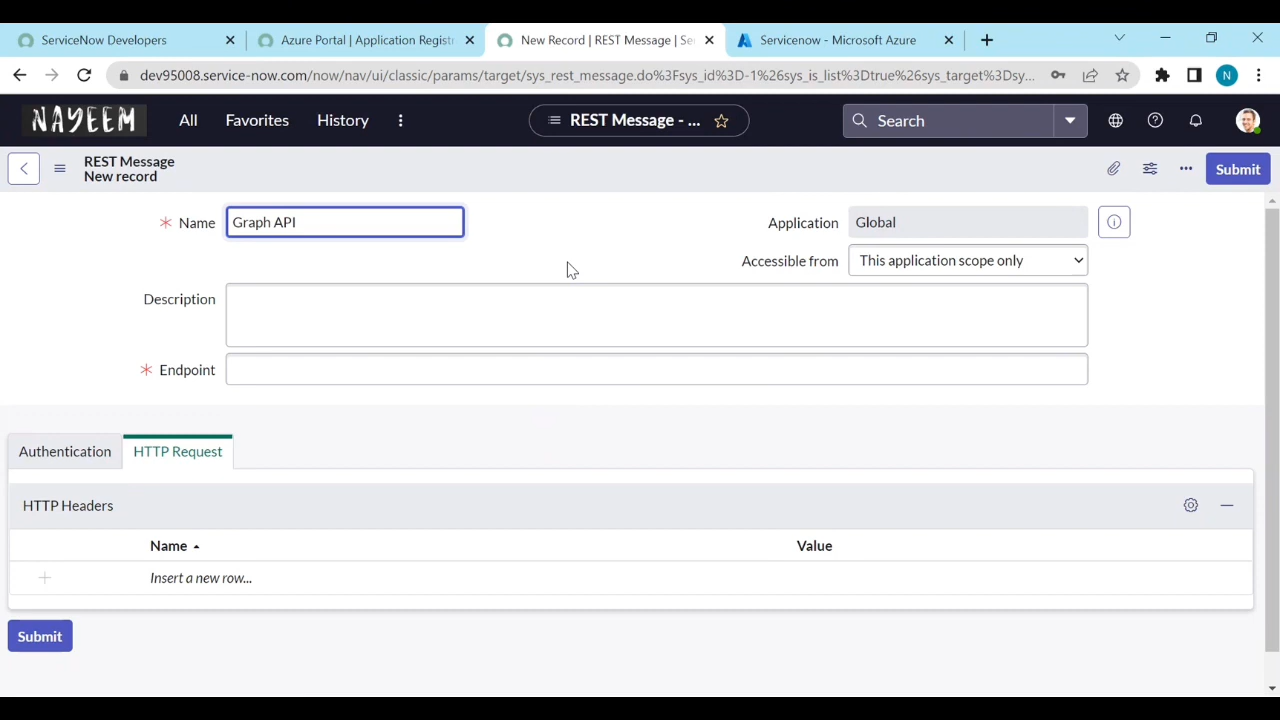 ServiceNow Developers
Azure Portal | Application Registr
New Record | REST Message | Ser
Servicenow - Microsoft Azure
dev95008.service-now.com/now/nav/ui/classic/params/target/sys_rest_message.do%3Fsys_id%3D-1%26sys_is_list%3Dtrue%26sys_target%3Dsy...
N
NAYEEM
All
Favorites
History
REST Message - ...
Search
REST Message
New record
Submit
* Name
Graph API
Application
Global
Accessible from
This application scope only
Description
* Endpoint
Authentication
HTTP Request
HTTP Headers
Name
Value
Insert a new row...
Submit